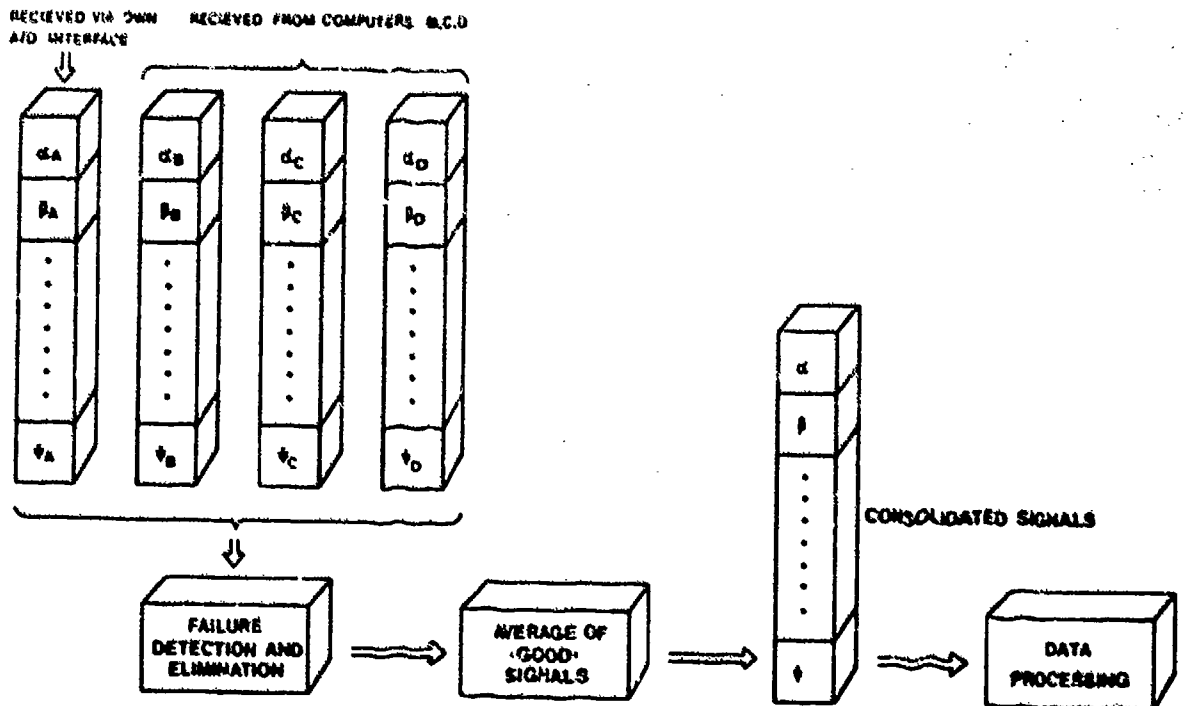 RECIEVED VIA OWN
A/D INTERFACE
RECIEVED FROM COMPUTERS B.C.D
αA αB αC αD
βA βB βC βD
ψA ψB ψC ψD
α
β
ψ
CONSOLIDATED SIGNALS
FAILURE
DETECTION AND
ELIMINATION
AVERAGE OF
‹GOOD›
SIGNALS
DATA
PROCESSING